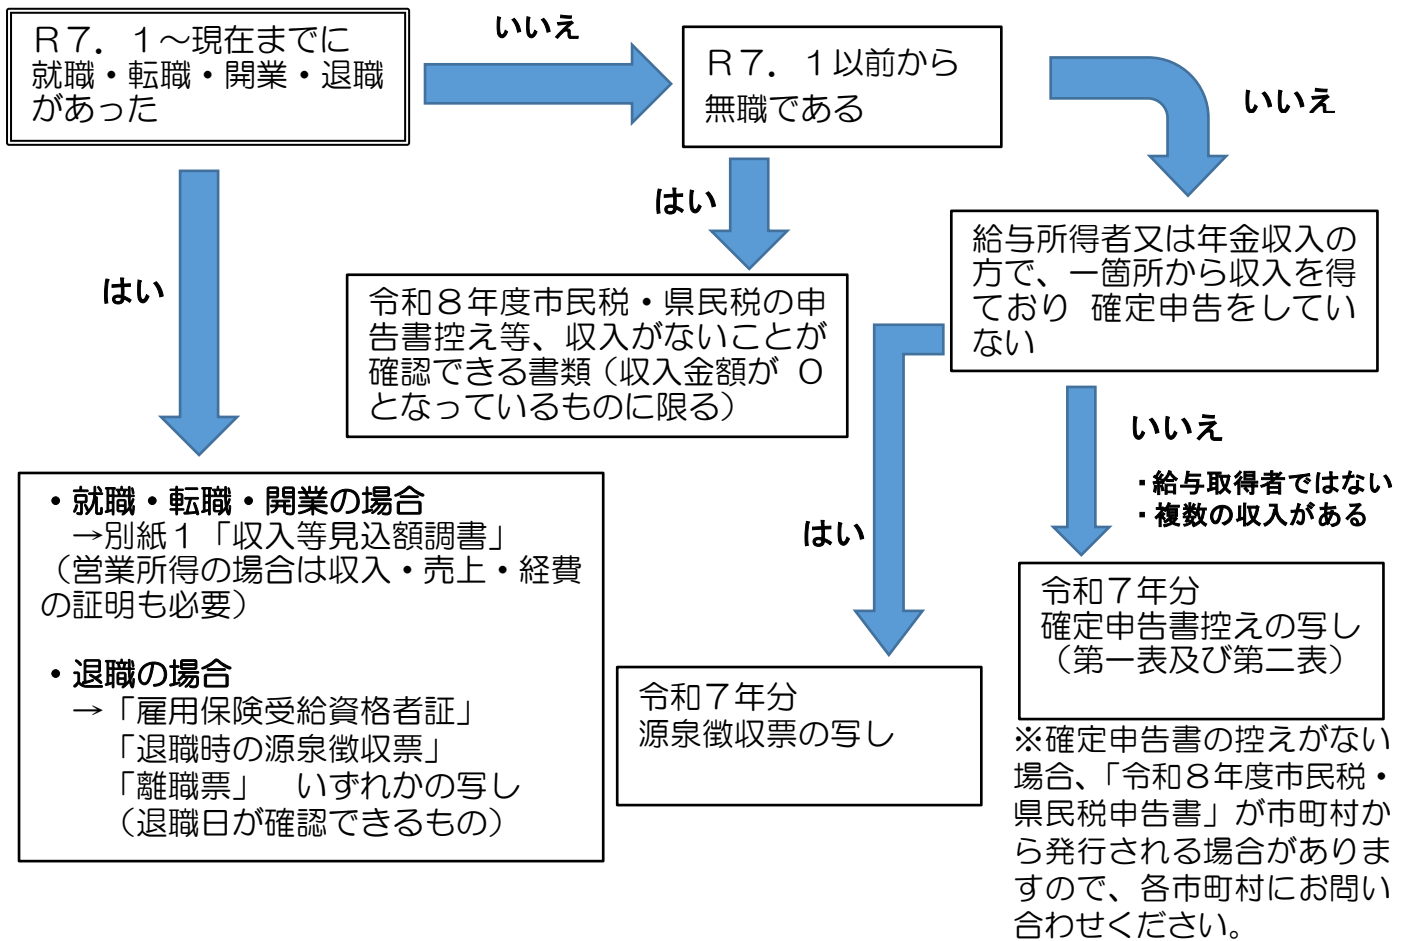 R7．1～現在までに
就職・転職・開業・退職
があった
いいえ
R7．1以前から
無職である
いいえ
はい
はい
令和8年度市民税・県民税の申
告書控え等、収入がないことが
確認できる書類（収入金額が 0
となっているものに限る）
給与所得者又は年金収入の
方で、一箇所から収入を得
ており 確定申告をしてい
ない
いいえ
・給与取得者ではない
・複数の収入がある
はい
・就職・転職・開業の場合
→別紙1「収入等見込額調書」
（営業所得の場合は収入・売上・経費
の証明も必要）
・退職の場合
→「雇用保険受給資格者証」
「退職時の源泉徴収票」
「離職票」　いずれかの写し
（退職日が確認できるもの）
令和7年分
源泉徴収票の写し
令和7年分
確定申告書控えの写し
（第一表及び第二表）
※確定申告書の控えがない
場合、「令和8年度市民税・
県民税申告書」が市町村か
ら発行される場合がありま
すので、各市町村にお問い
合わせください。